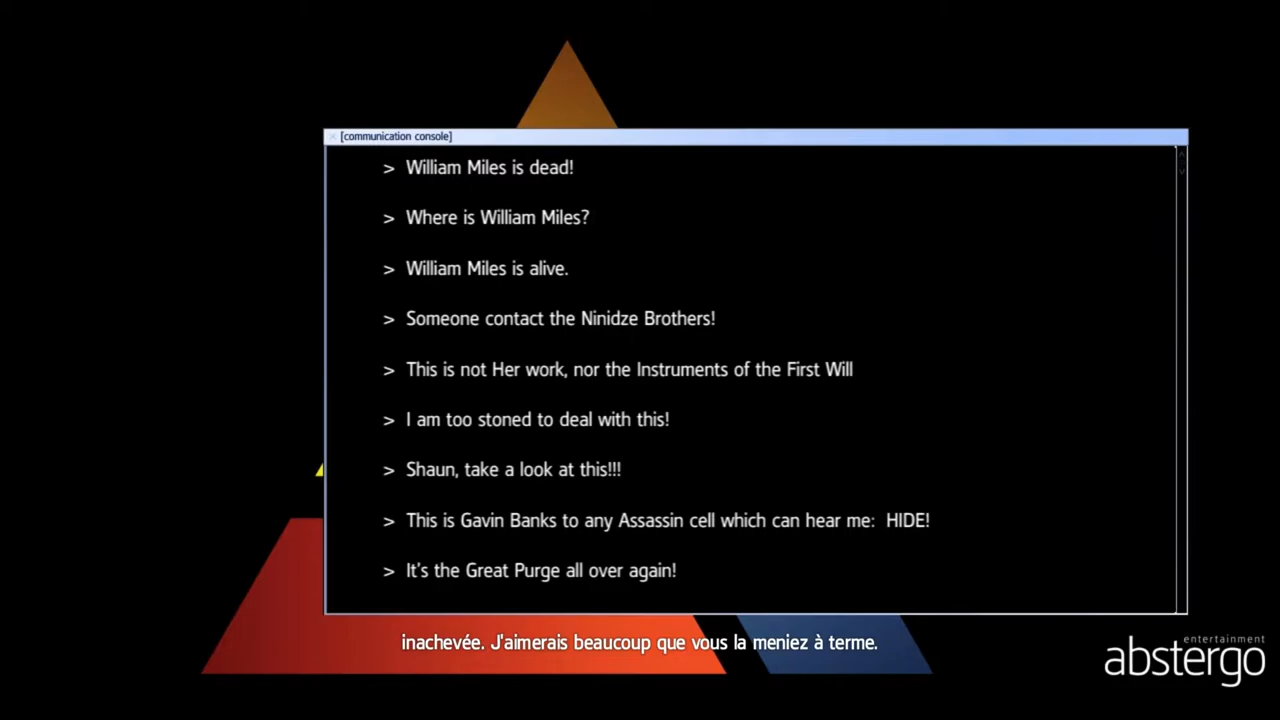 [communication console]
> William Miles is dead!
> Where is William Miles?
> William Miles is alive.
> Someone contact the Ninidze Brothers!
> This is not Her work, nor the Instruments of the First Will
> I am too stoned to deal with this!
> Shaun, take a look at this!!!
> This is Gavin Banks to any Assassin cell which can hear me: HIDE!
> It's the Great Purge all over again!
inachevée. J'aimerais beaucoup que vous la meniez à terme.
entertainment
abstergo